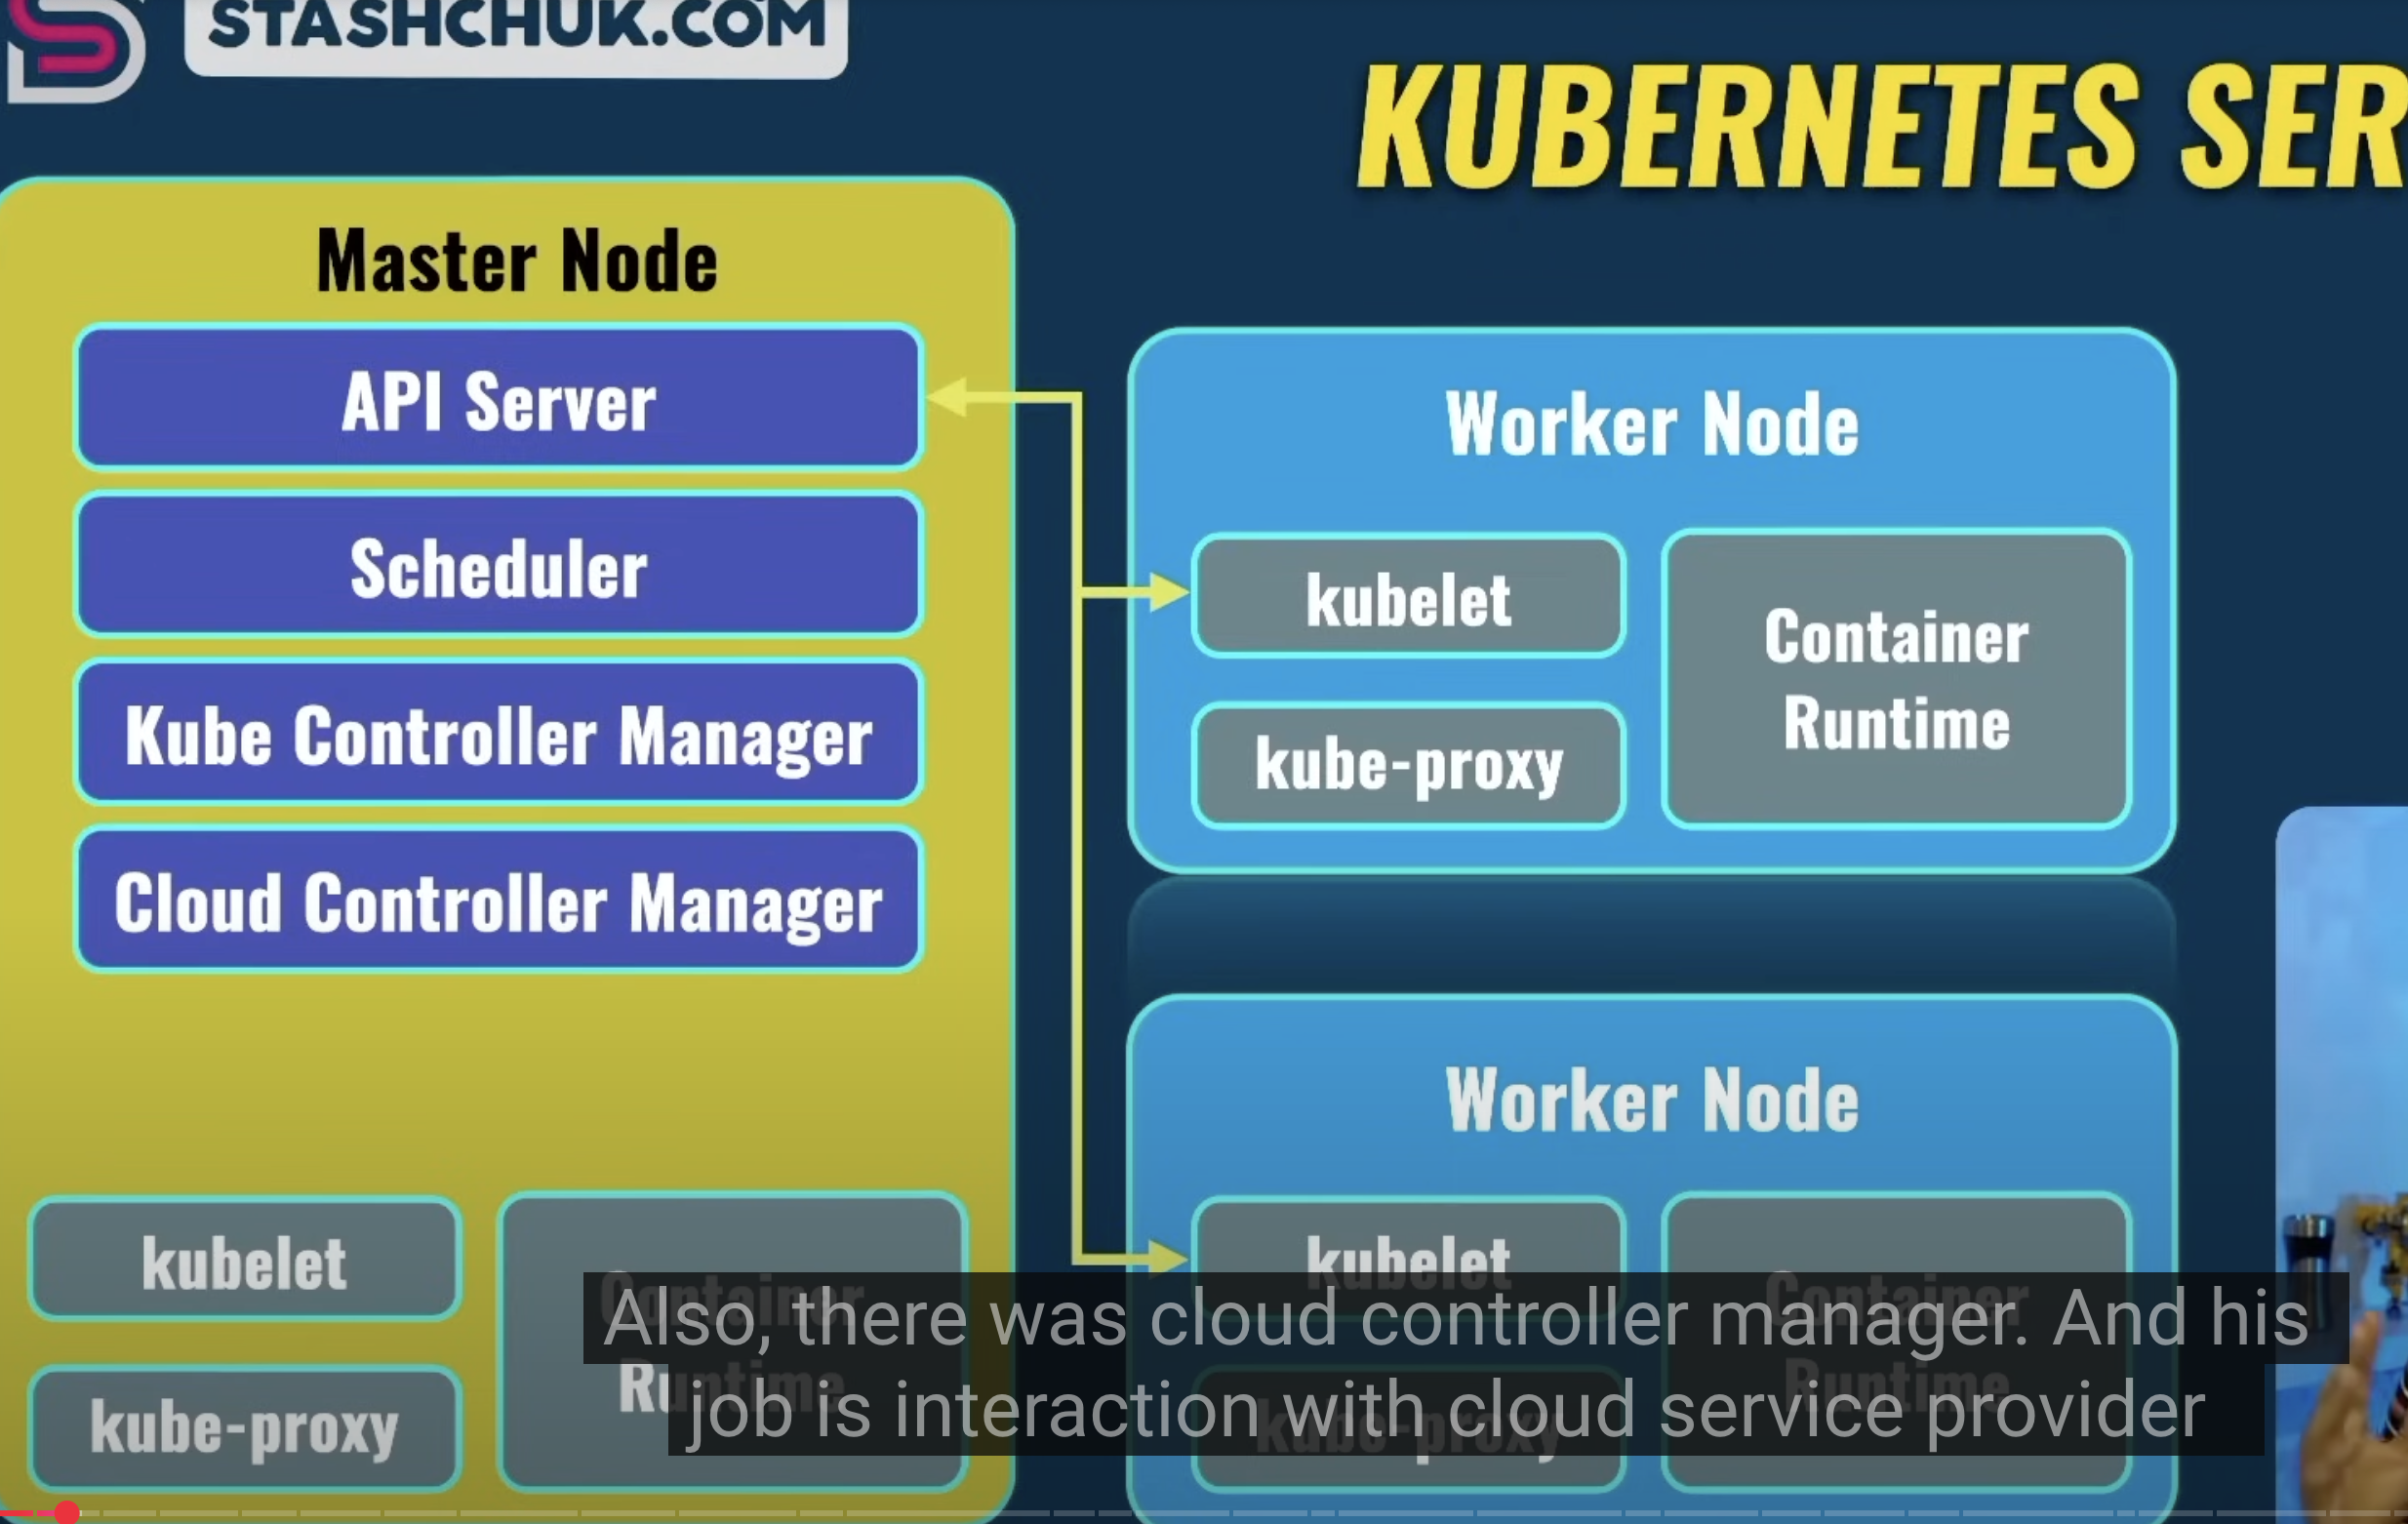 STASHCHUK.COM
KUBERNETES SER
Master Node
API Server
Scheduler
Kube Controller Manager
Cloud Controller Manager
kubelet
kube-proxy
Container
Runtime
Worker Node
kubelet
kube-proxy
Container
Runtime
Worker Node
kubelet
kube-proxy
Container
Runtime
Also, there was cloud controller manager. And his
job is interaction with cloud service provider